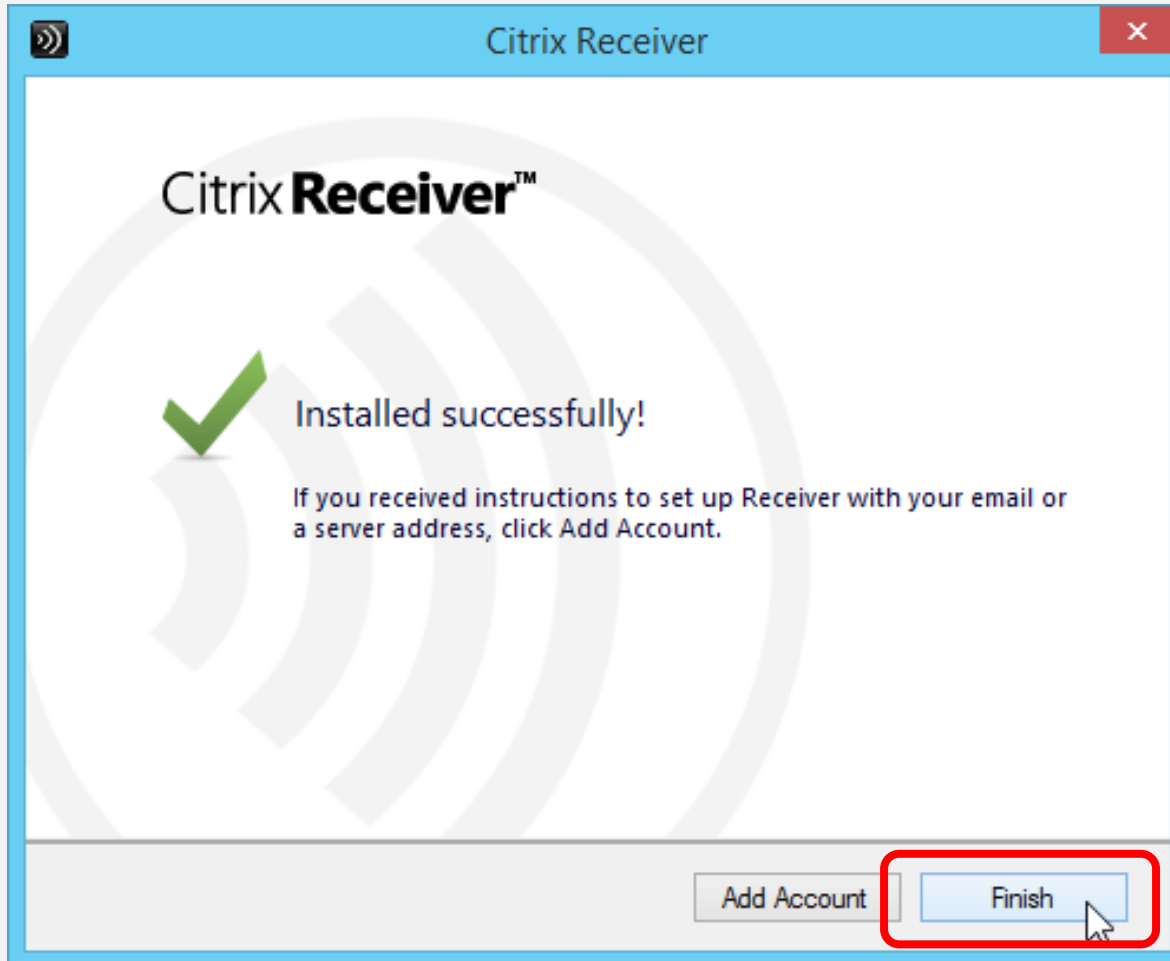 Citrix Receiver
Citrix Receiver™
Installed successfully!
If you received instructions to set up Receiver with your email or
a server address, click Add Account.
Add Account
Finish